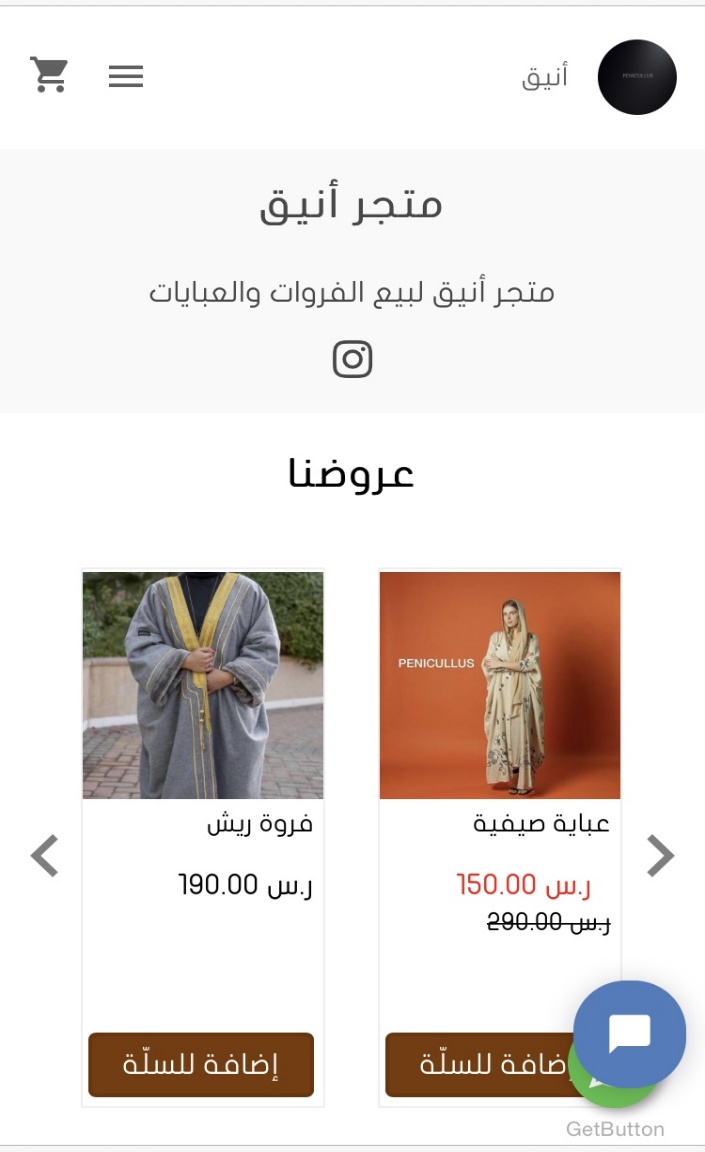 أنيق
PENICULLUS
متجر أنيق
متجر أنيق لبيع الفروات والعبايات
عروضنا
PENICULLUS
عباية صيفية
ر.س 150.00
ر.س 290.00
إضافة للسلّة
فروة ريش
ر.س 190.00
إضافة للسلّة
GetButton